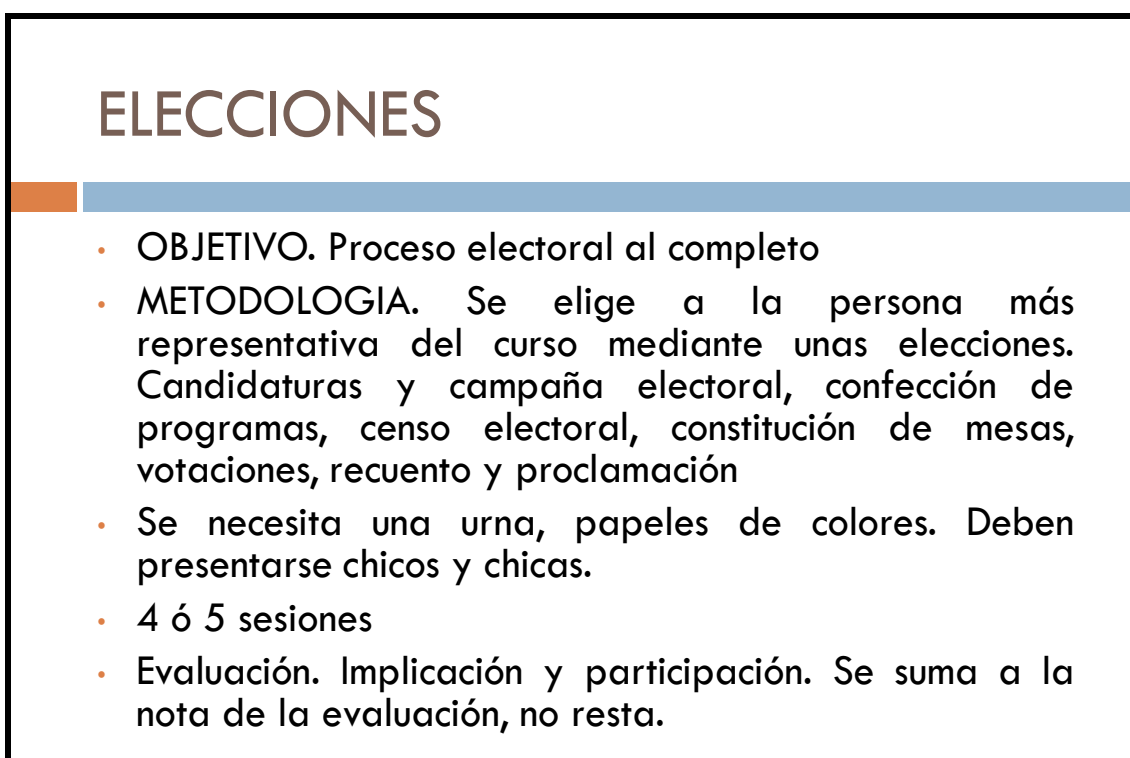 ELECCIONES
• OBJETIVO. Proceso electoral al completo
• METODOLOGIA. Se elige a la persona más
representativa del curso mediante unas elecciones.
Candidaturas y campaña electoral, confección de
programas, censo electoral, constitución de mesas,
votaciones, recuento y proclamación
• Se necesita una urna, papeles de colores. Deben
presentarse chicos y chicas.
• 4 ó 5 sesiones
• Evaluación. Implicación y participación. Se suma a la
nota de la evaluación, no resta.